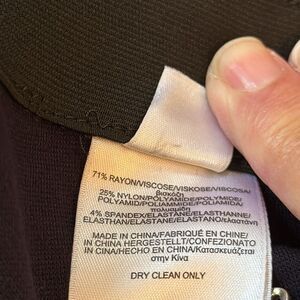 71% RAYON/VISCOSE/VISKOSE/VISCOSA/
βισκόζη
25% NYLON/POLYAMIDE/POLYMIDE/
POLYAMID/POLIAMMIDE/POLIAMIDA/
πολυαμίδη
4% SPANDEX/ELASTANE/ELASTHANNE/
ELASTHAN/ELASTANE/ELASTANO/ελαστάνη
MADE IN CHINA/FABRIQUÉ EN CHINE/
IN CHINA HERGESTELLT/CONFEZIONATO
IN CINA/HECHO EN CHINA/Κατασκευάζεται
στην Κίνα
DRY CLEAN ONLY